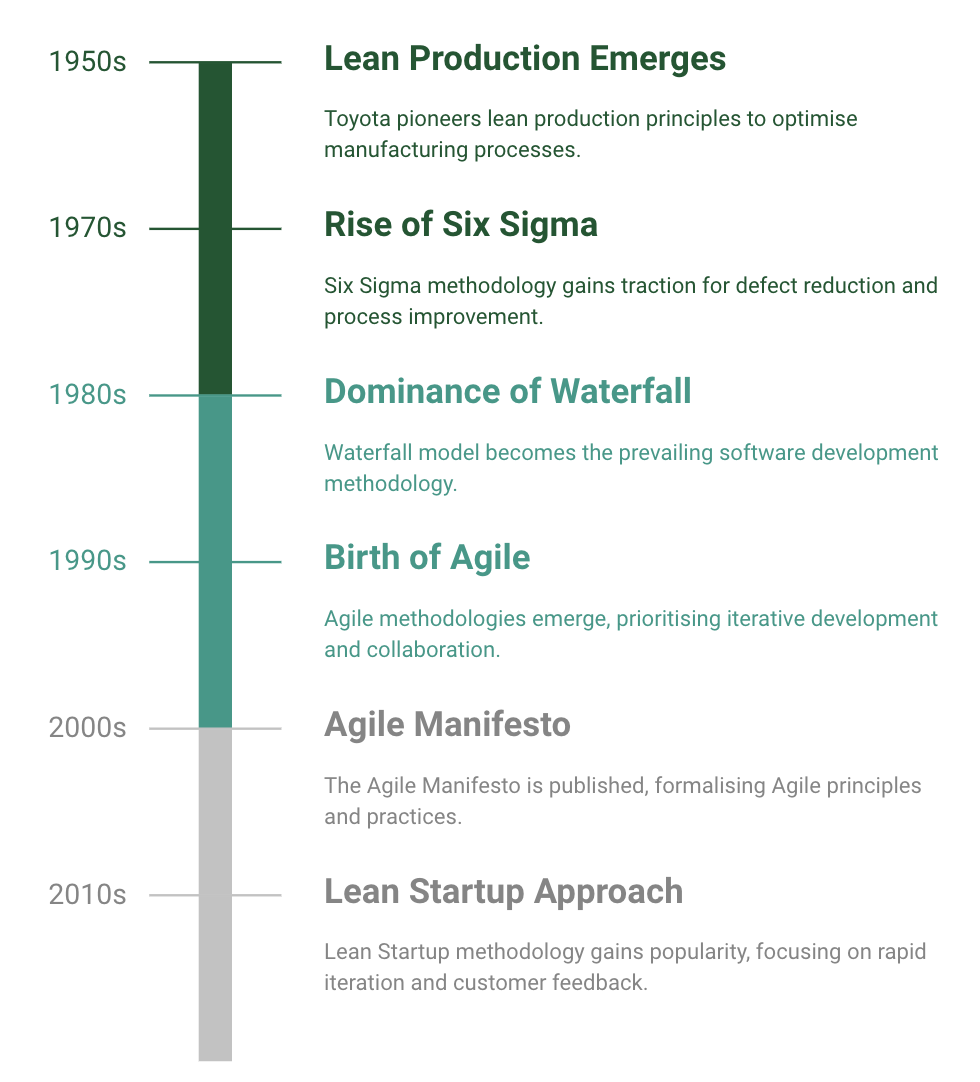 1950s
Lean Production Emerges
Toyota pioneers lean production principles to optimise
manufacturing processes.
1970s
Rise of Six Sigma
Six Sigma methodology gains traction for defect reduction and
process improvement.
1980s
Dominance of Waterfall
Waterfall model becomes the prevailing software development
methodology.
1990s
Birth of Agile
Agile methodologies emerge, prioritising iterative development
and collaboration.
2000s
Agile Manifesto
The Agile Manifesto is published, formalising Agile principles
and practices.
2010s
Lean Startup Approach
Lean Startup methodology gains popularity, focusing on rapid
iteration and customer feedback.